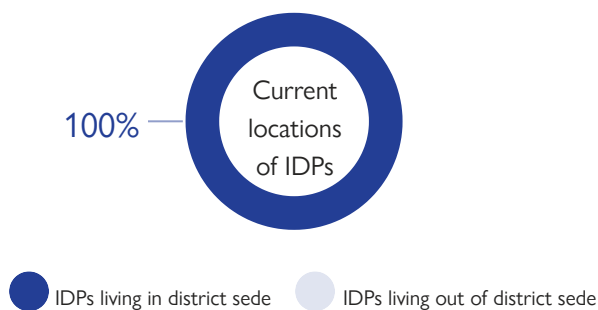 Current
locations
of IDPs
100%
IDPs living in district sede
IDPs living out of district sede